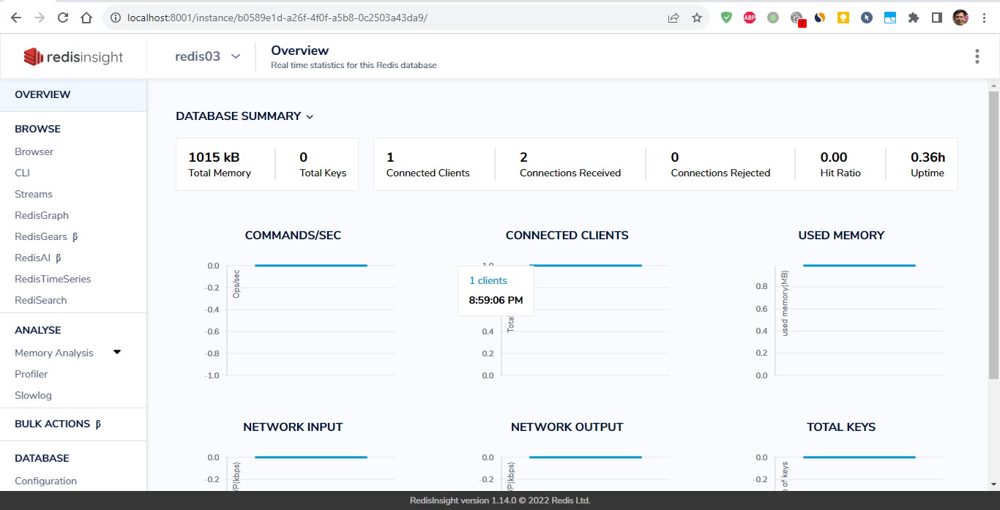 localhost:8001/instance/b0589e1d-a26f-4f0f-a5b8-0c2503a43da9/
ABP
7
redisinsight
redis03
Overview
Real time statistics for this Redis database
OVERVIEW
BROWSE
Browser
CLI
Streams
RedisGraph
RedisGears β
RedisAI β
RedisTimeSeries
RediSearch
ANALYSE
Memory Analysis
Profiler
Slowlog
BULK ACTIONS β
DATABASE
Configuration
DATABASE SUMMARY
1015 kB
Total Memory
0
Total Keys
1
Connected Clients
2
Connections Received
0
Connections Rejected
0.00
Hit Ratio
0.36h
Uptime
COMMANDS/SEC
0.0
-0.2
-0.4
-0.6
-0.8
-1.0
Ops/sec
CONNECTED CLIENTS
1.0
1 clients
8:59:06 PM
Total
0.4
0.2
0.0
USED MEMORY
0.8
0.6
0.4
0.2
0.0
used memory(MB)
NETWORK INPUT
0.0
-0.2
/P(kbps)
NETWORK OUTPUT
0.0
-0.2
/P(kbps)
TOTAL KEYS
0.0
-0.2
of keys
RedisInsight version 1.14.0 © 2022 Redis Ltd.